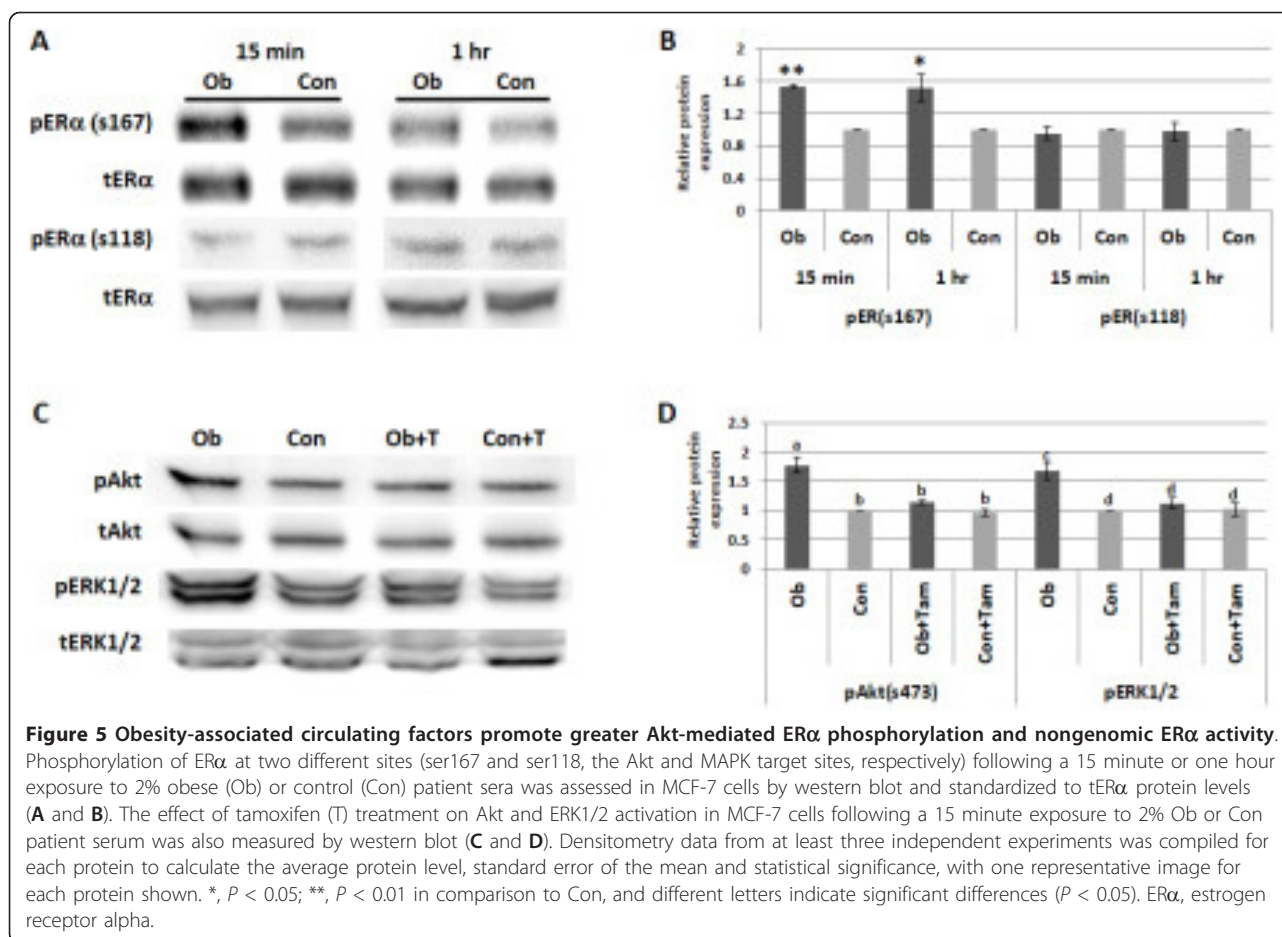 A
15 min 1 hr
Ob Con Ob Con
pERα (s167)
tERα
pERα (s118)
tERα
B
Relative protein expression
2
1.6
1.2
0.8
0.4
0
** *
Ob Con Ob Con Ob Con Ob Con
15 min 1 hr 15 min 1 hr
pER(s167) pER(s118)
C
Ob Con Ob+T Con+T
pAkt
tAkt
pERK1/2
tERK1/2
D
Relative protein expression
2.5
2
1.5
1
0.5
0
a b b b c d d d
Ob Con Ob+Tam Con+Tam Ob Con Ob+Tam Con+Tam
pAkt(s473) pERK1/2
Figure 5 Obesity-associated circulating factors promote greater Akt-mediated ERα phosphorylation and nongenomic ERα activity.
Phosphorylation of ERα at two different sites (ser167 and ser118, the Akt and MAPK target sites, respectively) following a 15 minute or one hour
exposure to 2% obese (Ob) or control (Con) patient sera was assessed in MCF-7 cells by western blot and standardized to tERα protein levels
(A and B). The effect of tamoxifen (T) treatment on Akt and ERK1/2 activation in MCF-7 cells following a 15 minute exposure to 2% Ob or Con
patient serum was also measured by western blot (C and D). Densitometry data from at least three independent experiments was compiled for
each protein to calculate the average protein level, standard error of the mean and statistical significance, with one representative image for
each protein shown. *, P < 0.05; **, P < 0.01 in comparison to Con, and different letters indicate significant differences (P < 0.05). ERα, estrogen
receptor alpha.